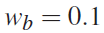 w_b = 0.1